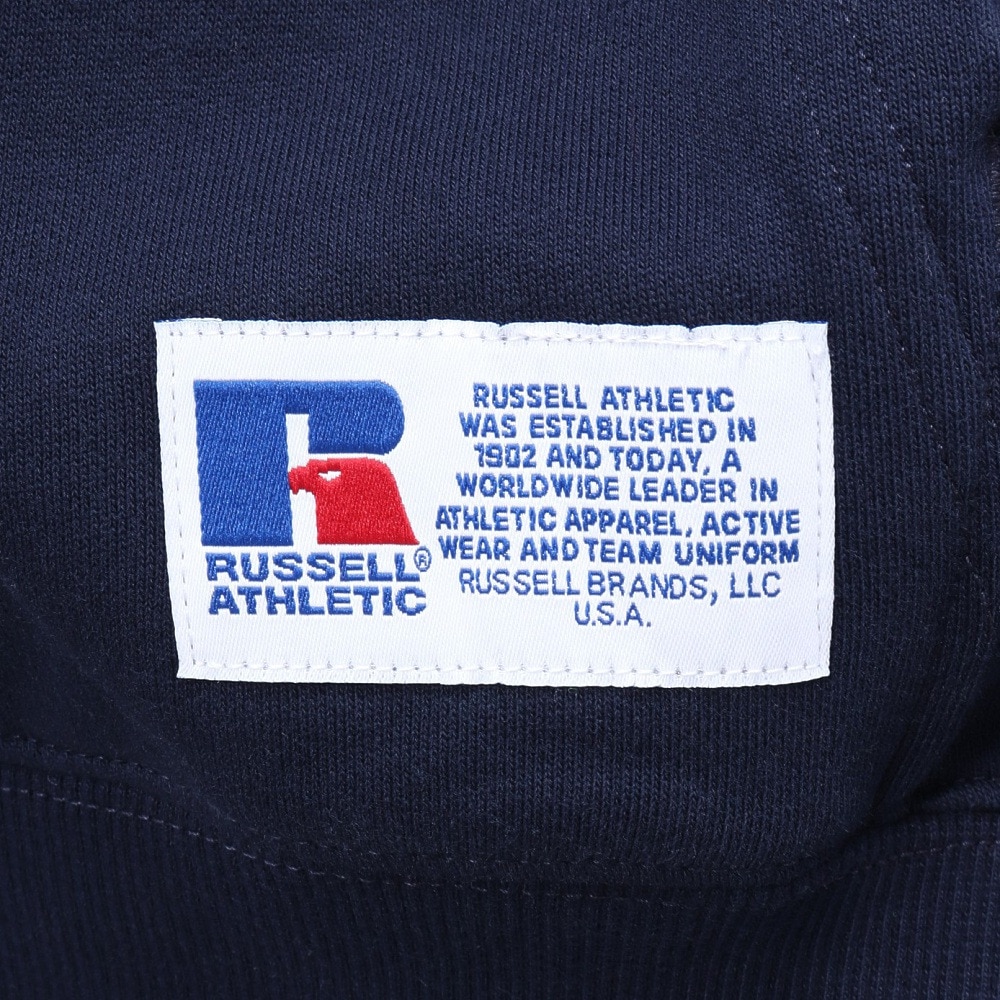 RUSSELL®
ATHLETIC
RUSSELL ATHLETIC
WAS ESTABLISHED IN
1902 AND TODAY, A
WORLDWIDE LEADER IN
ATHLETIC APPAREL, ACTIVE
WEAR AND TEAM UNIFORM
RUSSELL BRANDS, LLC
U.S.A.